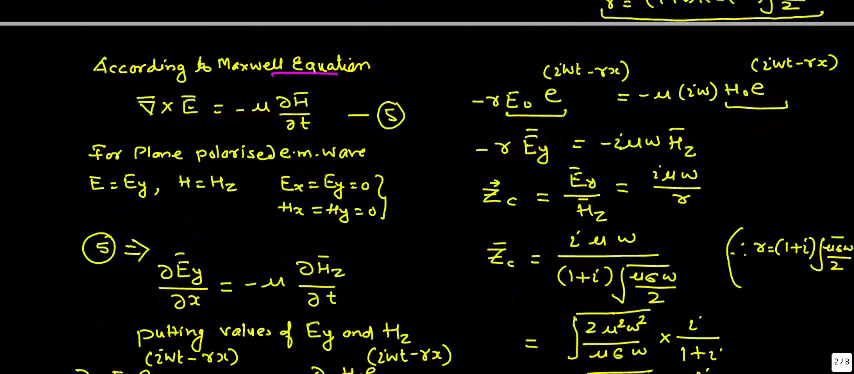 According to Maxwell Equation
∇̄ × Ē = -μ ∂H̄/∂t — (5)
For Plane polarised e.m. wave
E = Ey, H = Hz    Ex = Ey = 0 }
Hx = Hy = 0 }
(5) ⇒
∂Ēy/∂x = -μ ∂H̄z/∂t
putting values of Ey and Hz
(iωt-γx)    (iωt-γx)
-γ E₀ e^(iωt-γx) = -μ(iω) H₀ e^(iωt-γx)
-γ Ēy = -iμω H̄z
Z⃗c = Ēy/H̄z = iμω/γ
Z̄c = iμω/((1+i)√(μσω/2))    (∵ γ = (1+i)√(μσω/2)
= √(2μ²ω²/μσω) × i/(1+i)
2/8